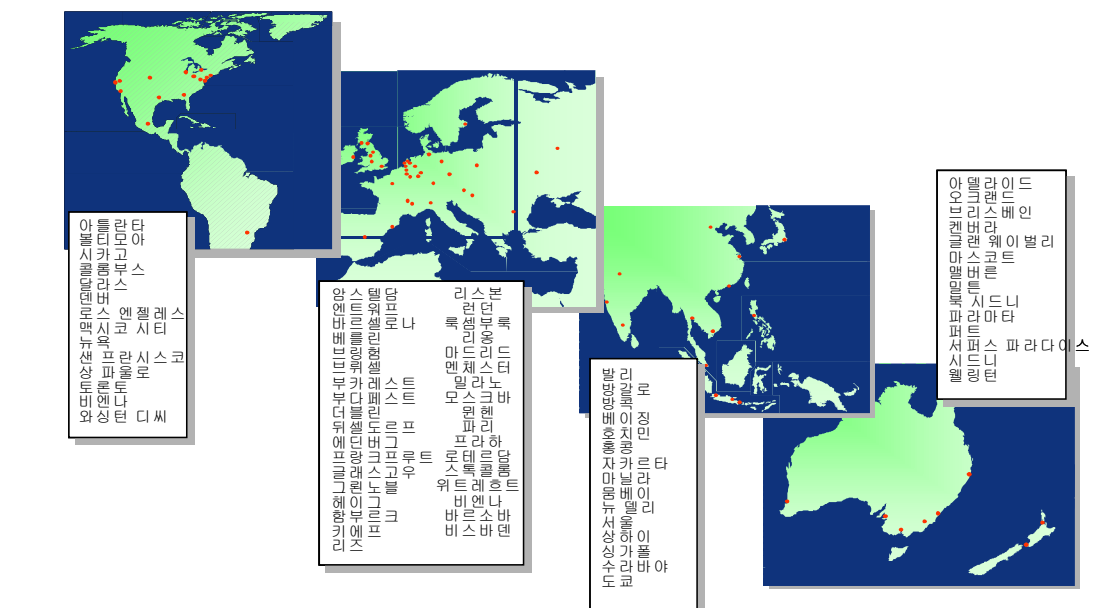 아틀란타
볼티모아
시카고
콜롬부스
달라스
덴버
로스 엔젤레스
맥시코 시티
뉴욕
샌 프란시스코
상 파울로
토론토
비엔나
와싱턴 디씨
암스텔담
엔트워프
바르셀로나
베를린
브링험
브뤼셀
부카레스트
부다페스트
더블린
뒤셀도르프
에딘버그
프랑크프루트
글래스고우
그뢴노블
헤이그
함부르크
키에프
리즈
리스본
런던
룩셈부룩
리옹
마드리드
멘체스터
밀라노
모스크바
뮌헨
파리
프라하
로테르담
스톡콜롬
위트레흐트
비엔나
바르소바
비스바덴
발리
방갈로
방콕
베이징
호치민
홍콩
자카르타
마닐라
뭄베이
뉴 델리
서울
상하이
싱가폴
수라바야
도쿄
아델라이드
오크랜드
브리스베인
켄버라
글랜 웨이벌리
마스코트
맬버른
밀튼
북 시드니
파라마타
퍼트
서퍼스 파라다이스
시드니
웰링턴